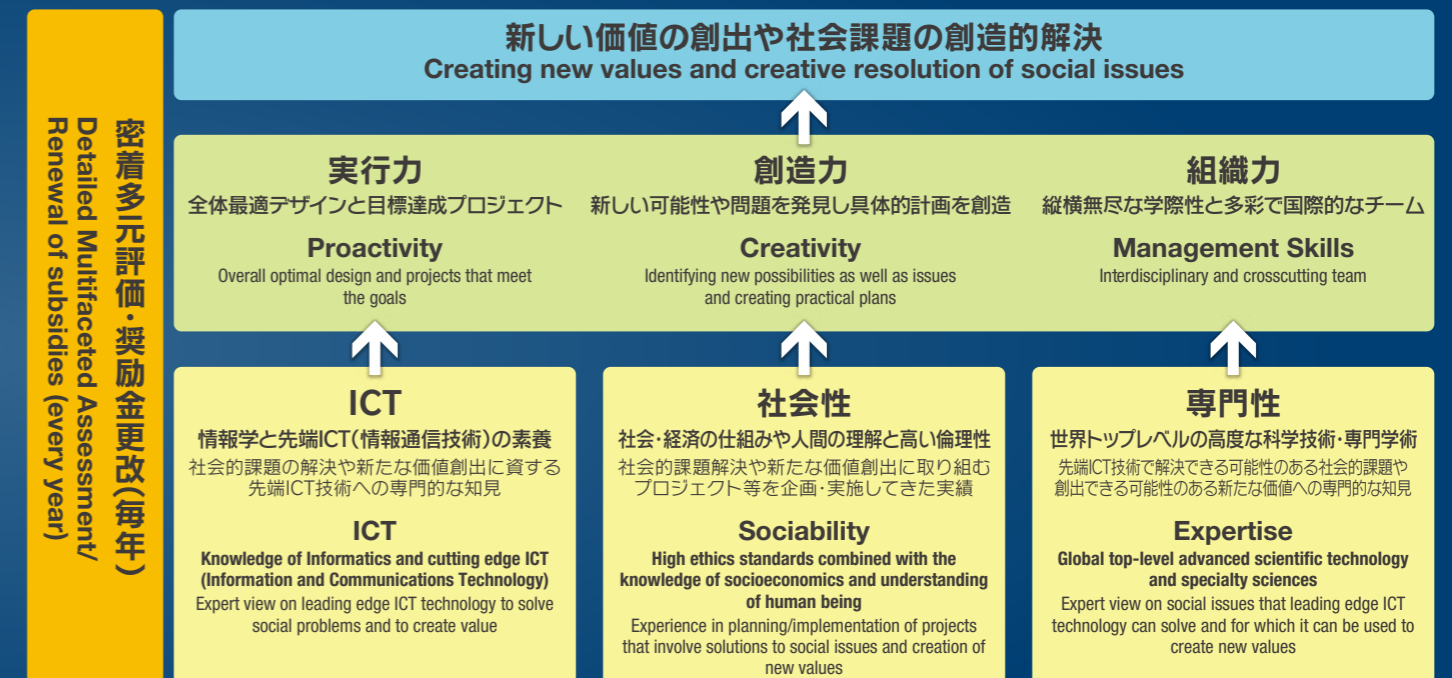 密着多元評価・奨励金更改(毎年)
Detailed Multifaceted Assessment/
Renewal of subsidies (every year)
新しい価値の創出や社会課題の創造的解決
Creating new values and creative resolution of social issues
実行力
全体最適デザインと目標達成プロジェクト
Proactivity
Overall optimal design and projects that meet
the goals
創造力
新しい可能性や問題を発見し具体的計画を創造
Creativity
Identifying new possibilities as well as issues
and creating practical plans
組織力
縦横無尽な学際性と多彩で国際的なチーム
Management Skills
Interdisciplinary and crosscutting team
ICT
情報学と先端ICT(情報通信技術)の素養
社会的課題の解決や新たな価値創出に資する
先端ICT技術への専門的な知見
ICT
Knowledge of Informatics and cutting edge ICT
(Information and Communications Technology)
Expert view on leading edge ICT technology to solve
social problems and to create value
社会性
社会・経済の仕組みや人間の理解と高い倫理性
社会的課題解決や新たな価値創出に取り組む
プロジェクト等を企画・実施してきた実績
Sociability
High ethics standards combined with the
knowledge of socioeconomics and understanding
of human being
Experience in planning/implementation of projects
that involve solutions to social issues and creation of
new values
専門性
世界トップレベルの高度な科学技術・専門学術
先端ICT技術で解決できる可能性のある社会的課題や
創出できる可能性のある新たな価値への専門的な知見
Expertise
Global top-level advanced scientific technology
and specialty sciences
Expert view on social issues that leading edge ICT
technology can solve and for which it can be used to
create new values